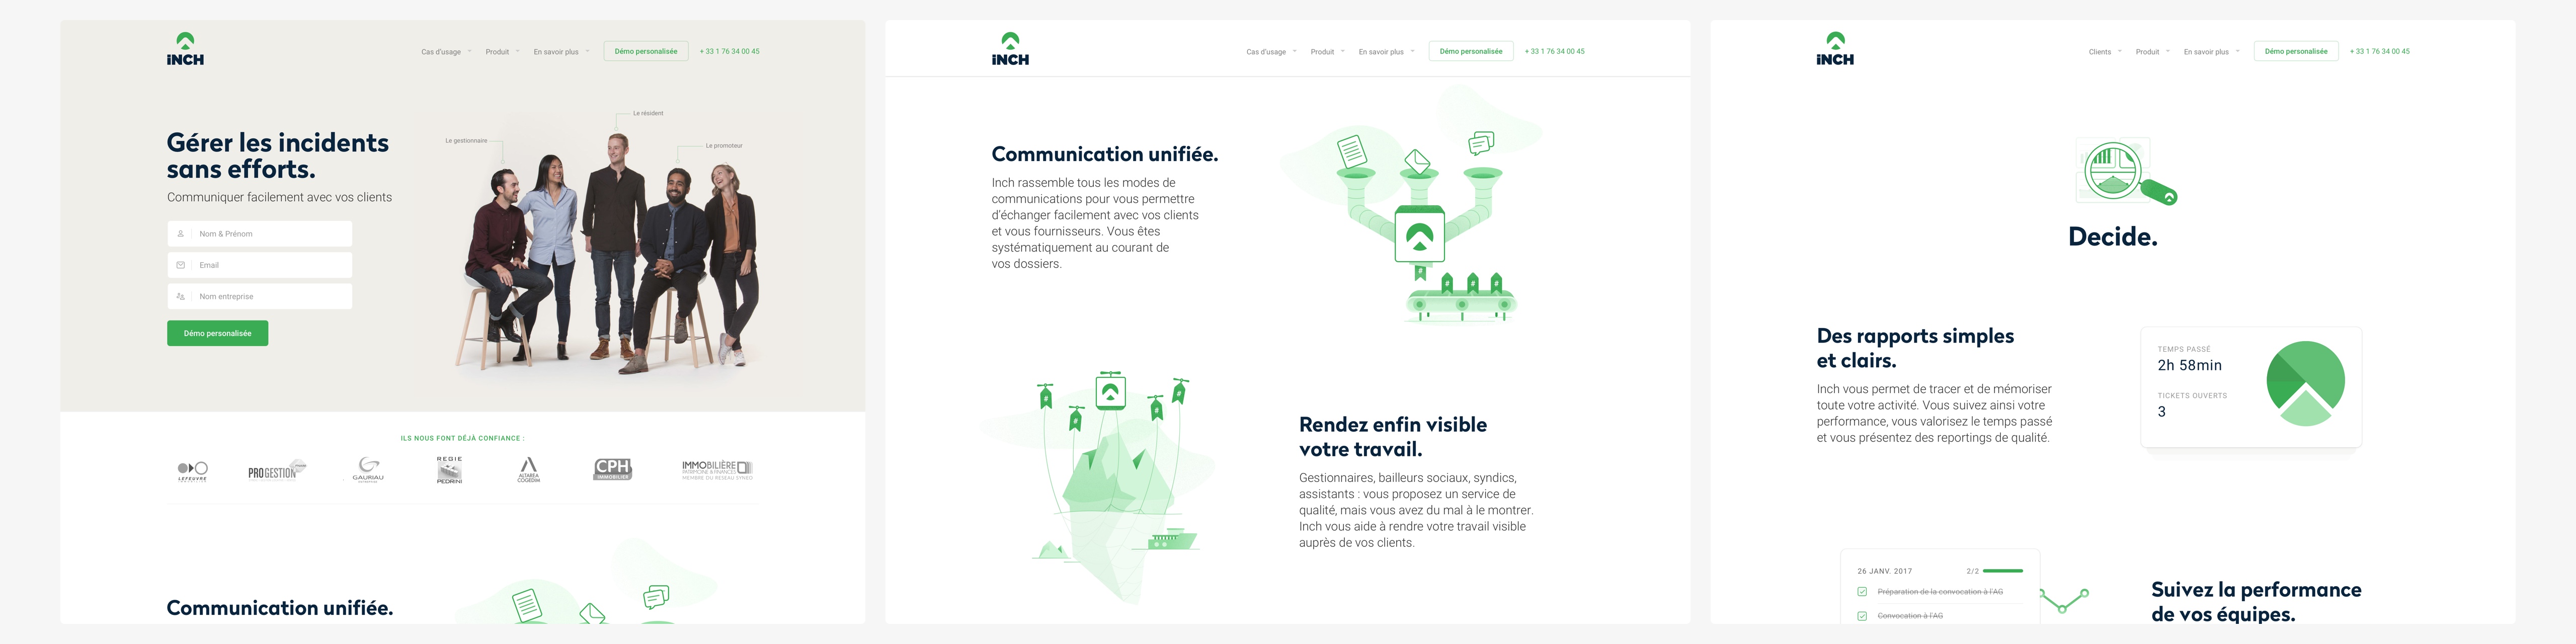 iNCH
Cas d'usage
Produit
En savoir plus
Démo personalisée
+ 33 1 76 34 00 45
Gérer les incidents
sans efforts.
Communiquer facilement avec vos clients
Nom & Prénom
Email
Nom entreprise
Démo personalisée
Le gestionnaire
Le résident
Le promoteur
ILS NOUS FONT DÉJÀ CONFIANCE :
LEFEUVRE
PROGESTION
GAURIAU
REGIE
PEDRINI
ALTAREA
COGEDIM
CPH
IMMOBILIER
IMMOBILIÈRE
PATRIMOINE & FINANCES
MEMBRE DU RESEAU SYNEO
Communication unifiée.
iNCH
Cas d'usage
Produit
En savoir plus
Démo personalisée
+ 33 1 76 34 00 45
Communication unifiée.
Inch rassemble tous les modes de
communications pour vous permettre
d'échanger facilement avec vos clients
et vous fournisseurs. Vous êtes
systématiquement au courant de
vos dossiers.
#
# # #
# # # #
Rendez enfin visible
votre travail.
Gestionnaires, bailleurs sociaux, syndics,
assistants : vous proposez un service de
qualité, mais vous avez du mal à le montrer.
Inch vous aide à rendre votre travail visible
auprès de vos clients.
iNCH
Clients
Produit
En savoir plus
Démo personalisée
+ 33 1 76 34 00 45
Decide.
Des rapports simples
et clairs.
Inch vous permet de tracer et de mémoriser
toute votre activité. Vous suivez ainsi votre
performance, vous valorisez le temps passé
et vous présentez des reportings de qualité.
TEMPS PASSÉ
2h 58min
TICKETS OUVERTS
3
26 JANV. 2017
2/2
Préparation de la convocation à l'AG
Convocation à l'AG
Suivez la performance
de vos équipes.